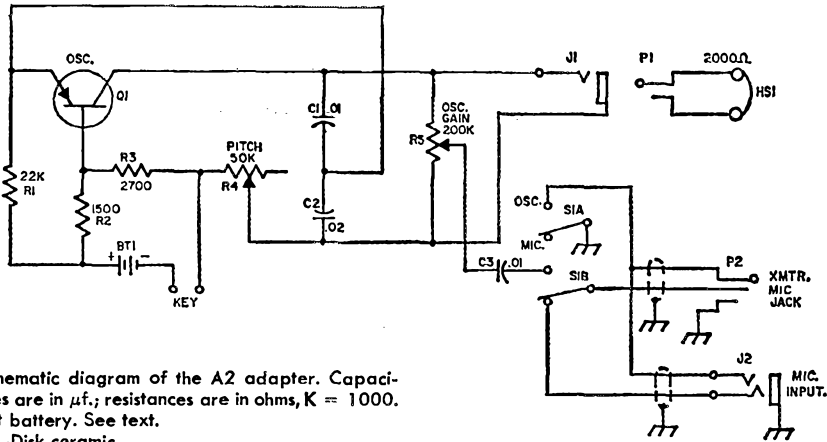 OSC.
Q1
C1 .01
J1
P1
2000Ω.
HS1
OSC.
GAIN
200K
R5
22K
R1
R3
2700
PITCH
50K
R4
1500
R2
C2
.02
BT1
+ -
KEY
OSC.
S1A
MIC.
C3 .01
S1B
P2
XMTR.
MIC
JACK
J2
MIC.
INPUT.
hematic diagram of the A2 adapter. Capaci-
es are in μf.; resistances are in ohms, K = 1000.
t battery. See text.
Disk ceramic